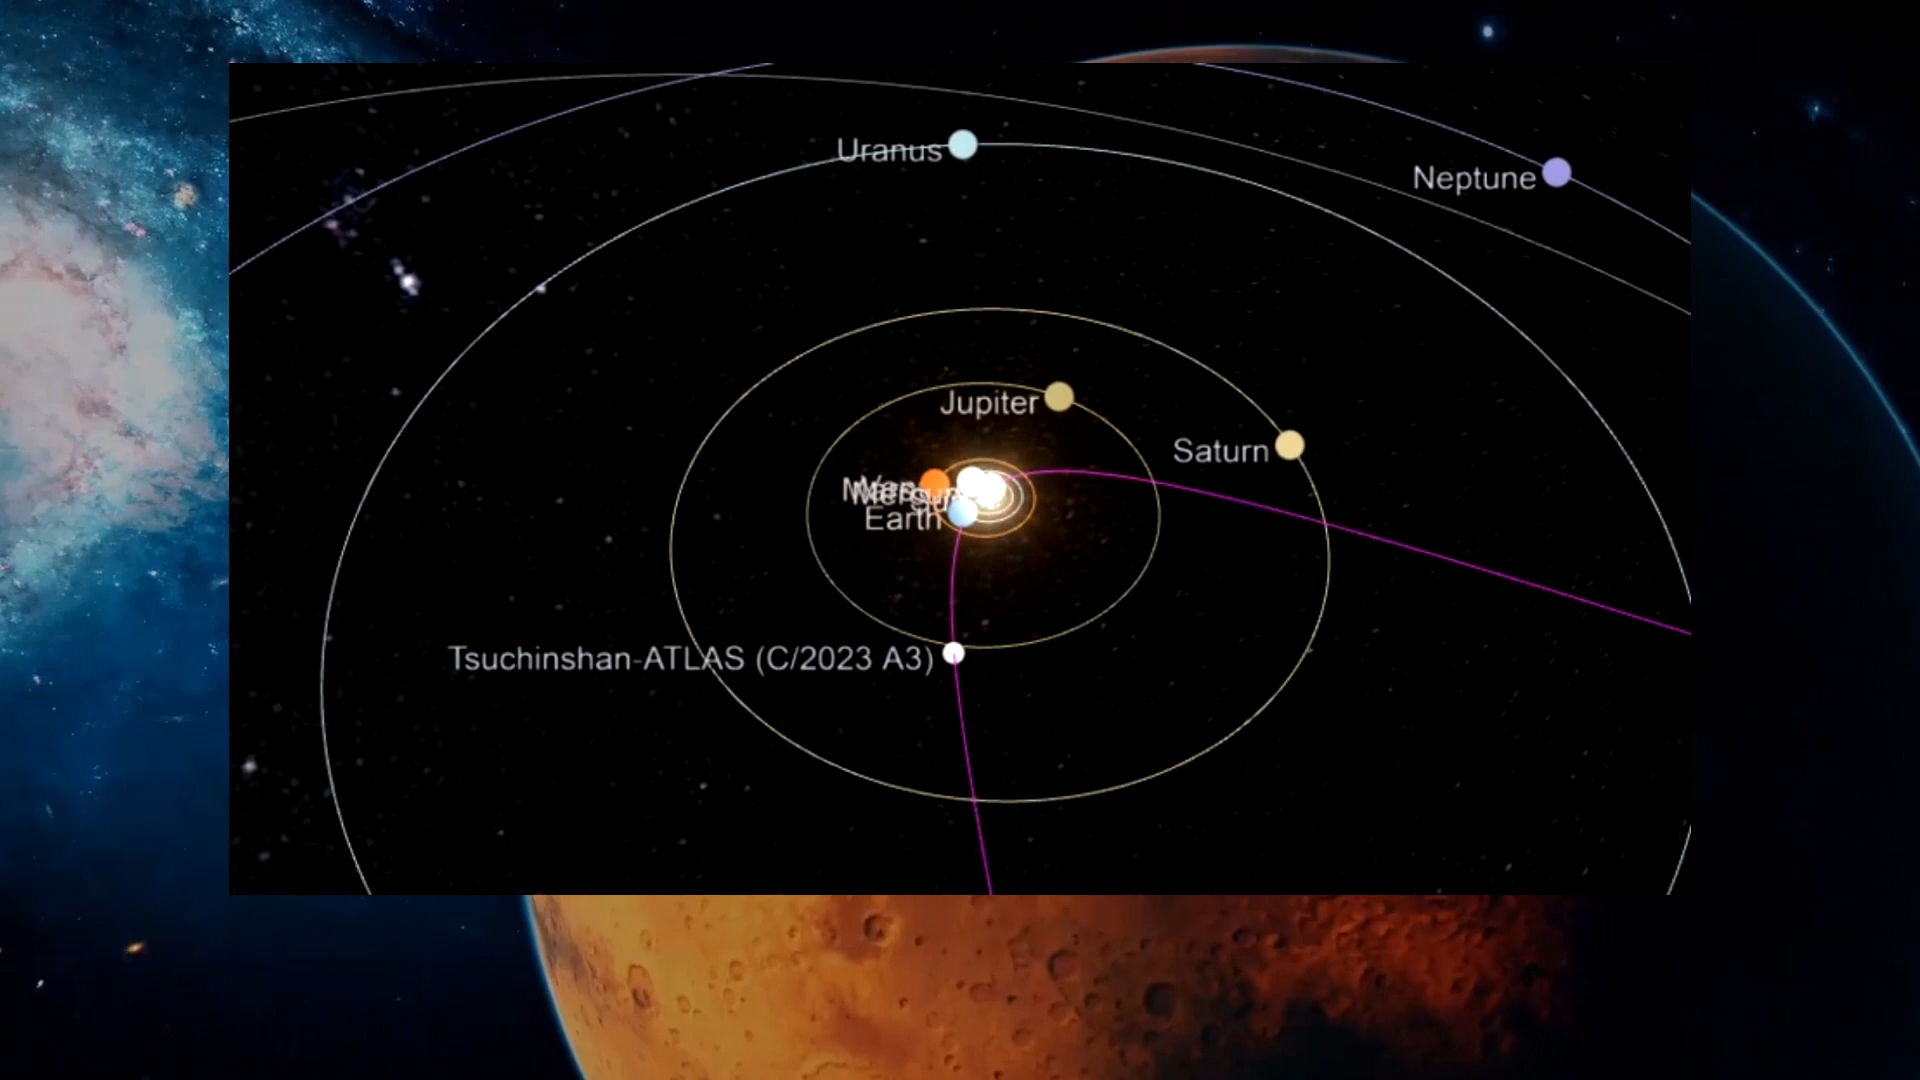 Uranus
Neptune
Jupiter
Saturn
Earth
Tsuchinshan-ATLAS (C/2023 A3)